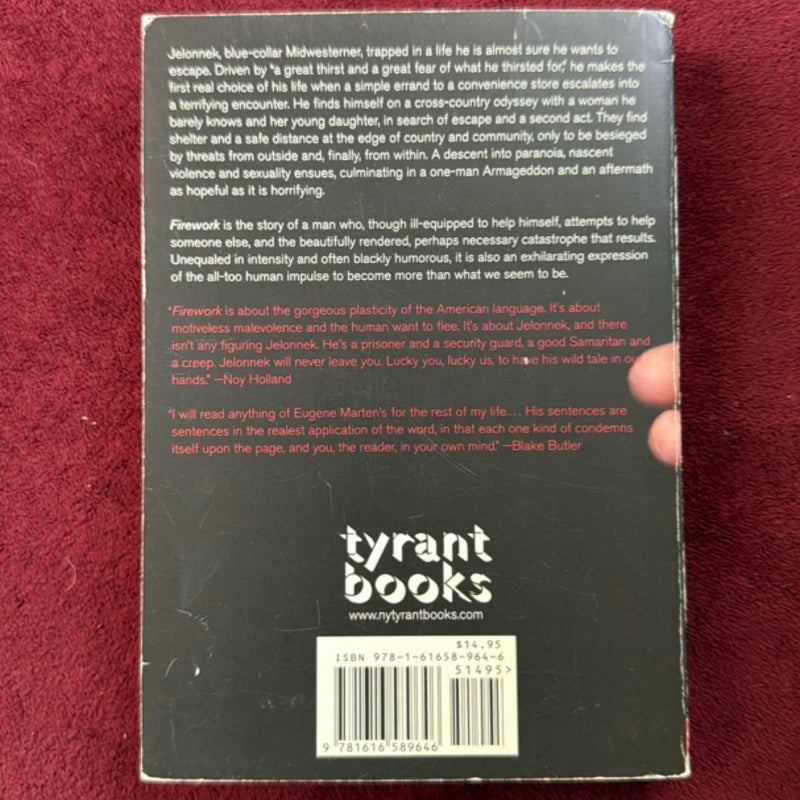 Jelonnek, blue-collar Midwesterner, trapped in a life he is almost sure he wants to
escape. Driven by "a great thirst and a great fear of what he thirsted for," he makes the
first real choice of his life when a simple errand to a convenience store escalates into
a terrifying encounter. He finds himself on a cross-country odyssey with a woman he
barely knows and her young daughter, in search of escape and a second act. They find
shelter and a safe distance at the edge of country and community, only to be besieged
by threats from outside and, finally, from within. A descent into paranoia, nascent
violence and sexuality ensues, culminating in a one-man Armageddon and an aftermath
as hopeful as it is horrifying.
Firework is the story of a man who, though ill-equipped to help himself, attempts to help
someone else, and the beautifully rendered, perhaps necessary catastrophe that results.
Unequaled in intensity and often blackly humorous, it is also an exhilarating expression
of the all-too human impulse to become more than what we seem to be.
"Firework is about the gorgeous plasticity of the American language. It's about
motiveless malevolence and the human want to flee. It's about Jelonnek, and there
isn't any figuring Jelonnek. He's a prisoner and a security guard, a good Samaritan and
a creep. Jelonnek will never leave you. Lucky you, lucky us, to have his wild tale in our
hands." —Noy Holland
"I will read anything of Eugene Marten's for the rest of my life.... His sentences are
sentences in the realest application of the word, in that each one kind of condemns
itself upon the page, and you, the reader, in your own mind." —Blake Butler
tyrant
books
www.nytyrantbooks.com
$14.95
ISBN 978-1-61658-964-6
51495>
9 781616 589646